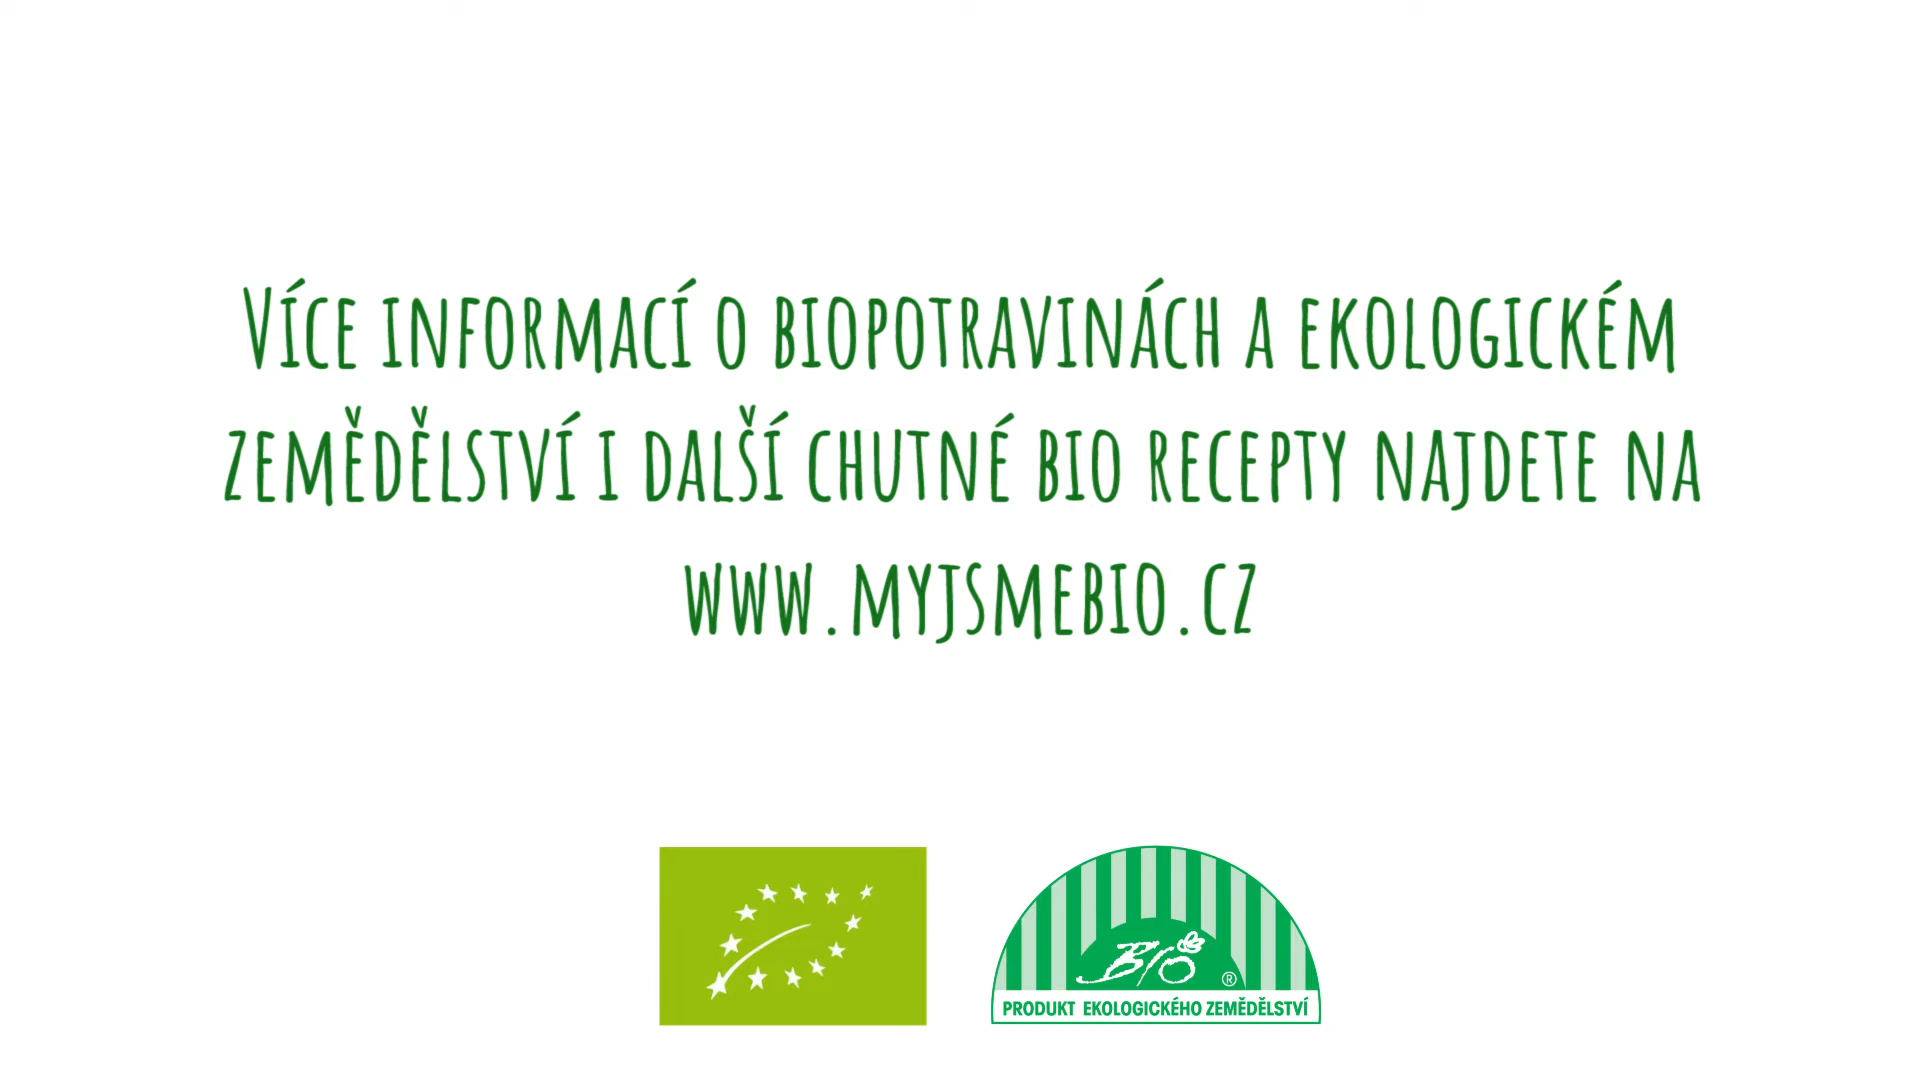 Více informací o biopotravinách a ekologickém
zemědělství i další chutné bio recepty najdete na
www.myjsmebio.cz
BIO ®
PRODUKT EKOLOGICKÉHO ZEMĚDĚLSTVÍ